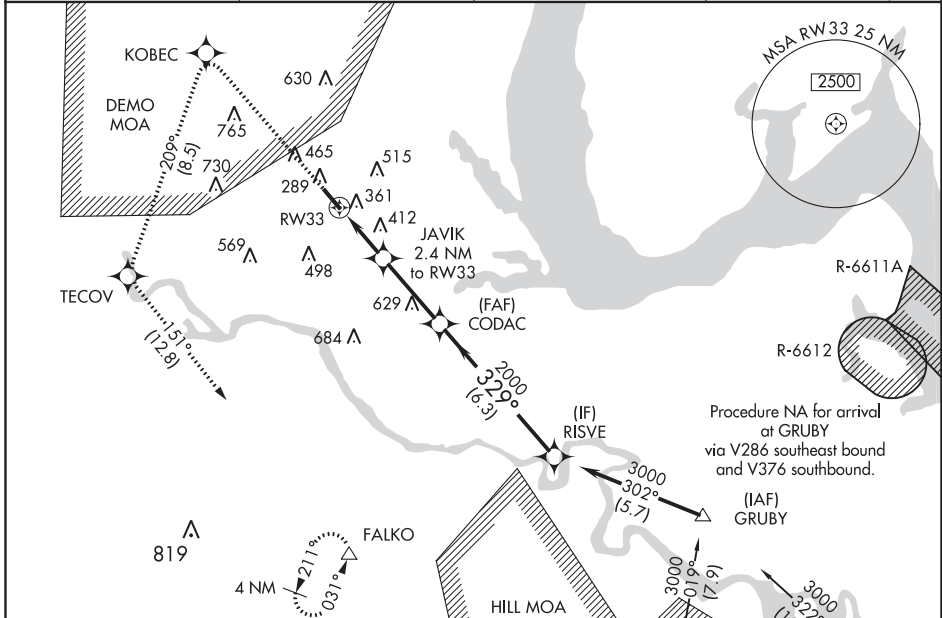 KOBEC
630
DEMO
MOA
765
209°
(8.5)
730
465
515
289
361
RW33
412
JAVIK
2.4 NM
to RW33
569
498
TECOV
151°
(12.8)
629
684
(FAF)
CODAC
2000
329°
(6.3)
(IF)
RISVE
MSA RW33 25 NM
2500
R-6611A
R-6612
Procedure NA for arrival
at GRUBY
via V286 southeast bound
and V376 southbound.
3000
302°
(5.7)
(IAF)
GRUBY
819
FALKO
211°
031°
4 NM
HILL MOA
3000
019°
(7.9)
3000
322°